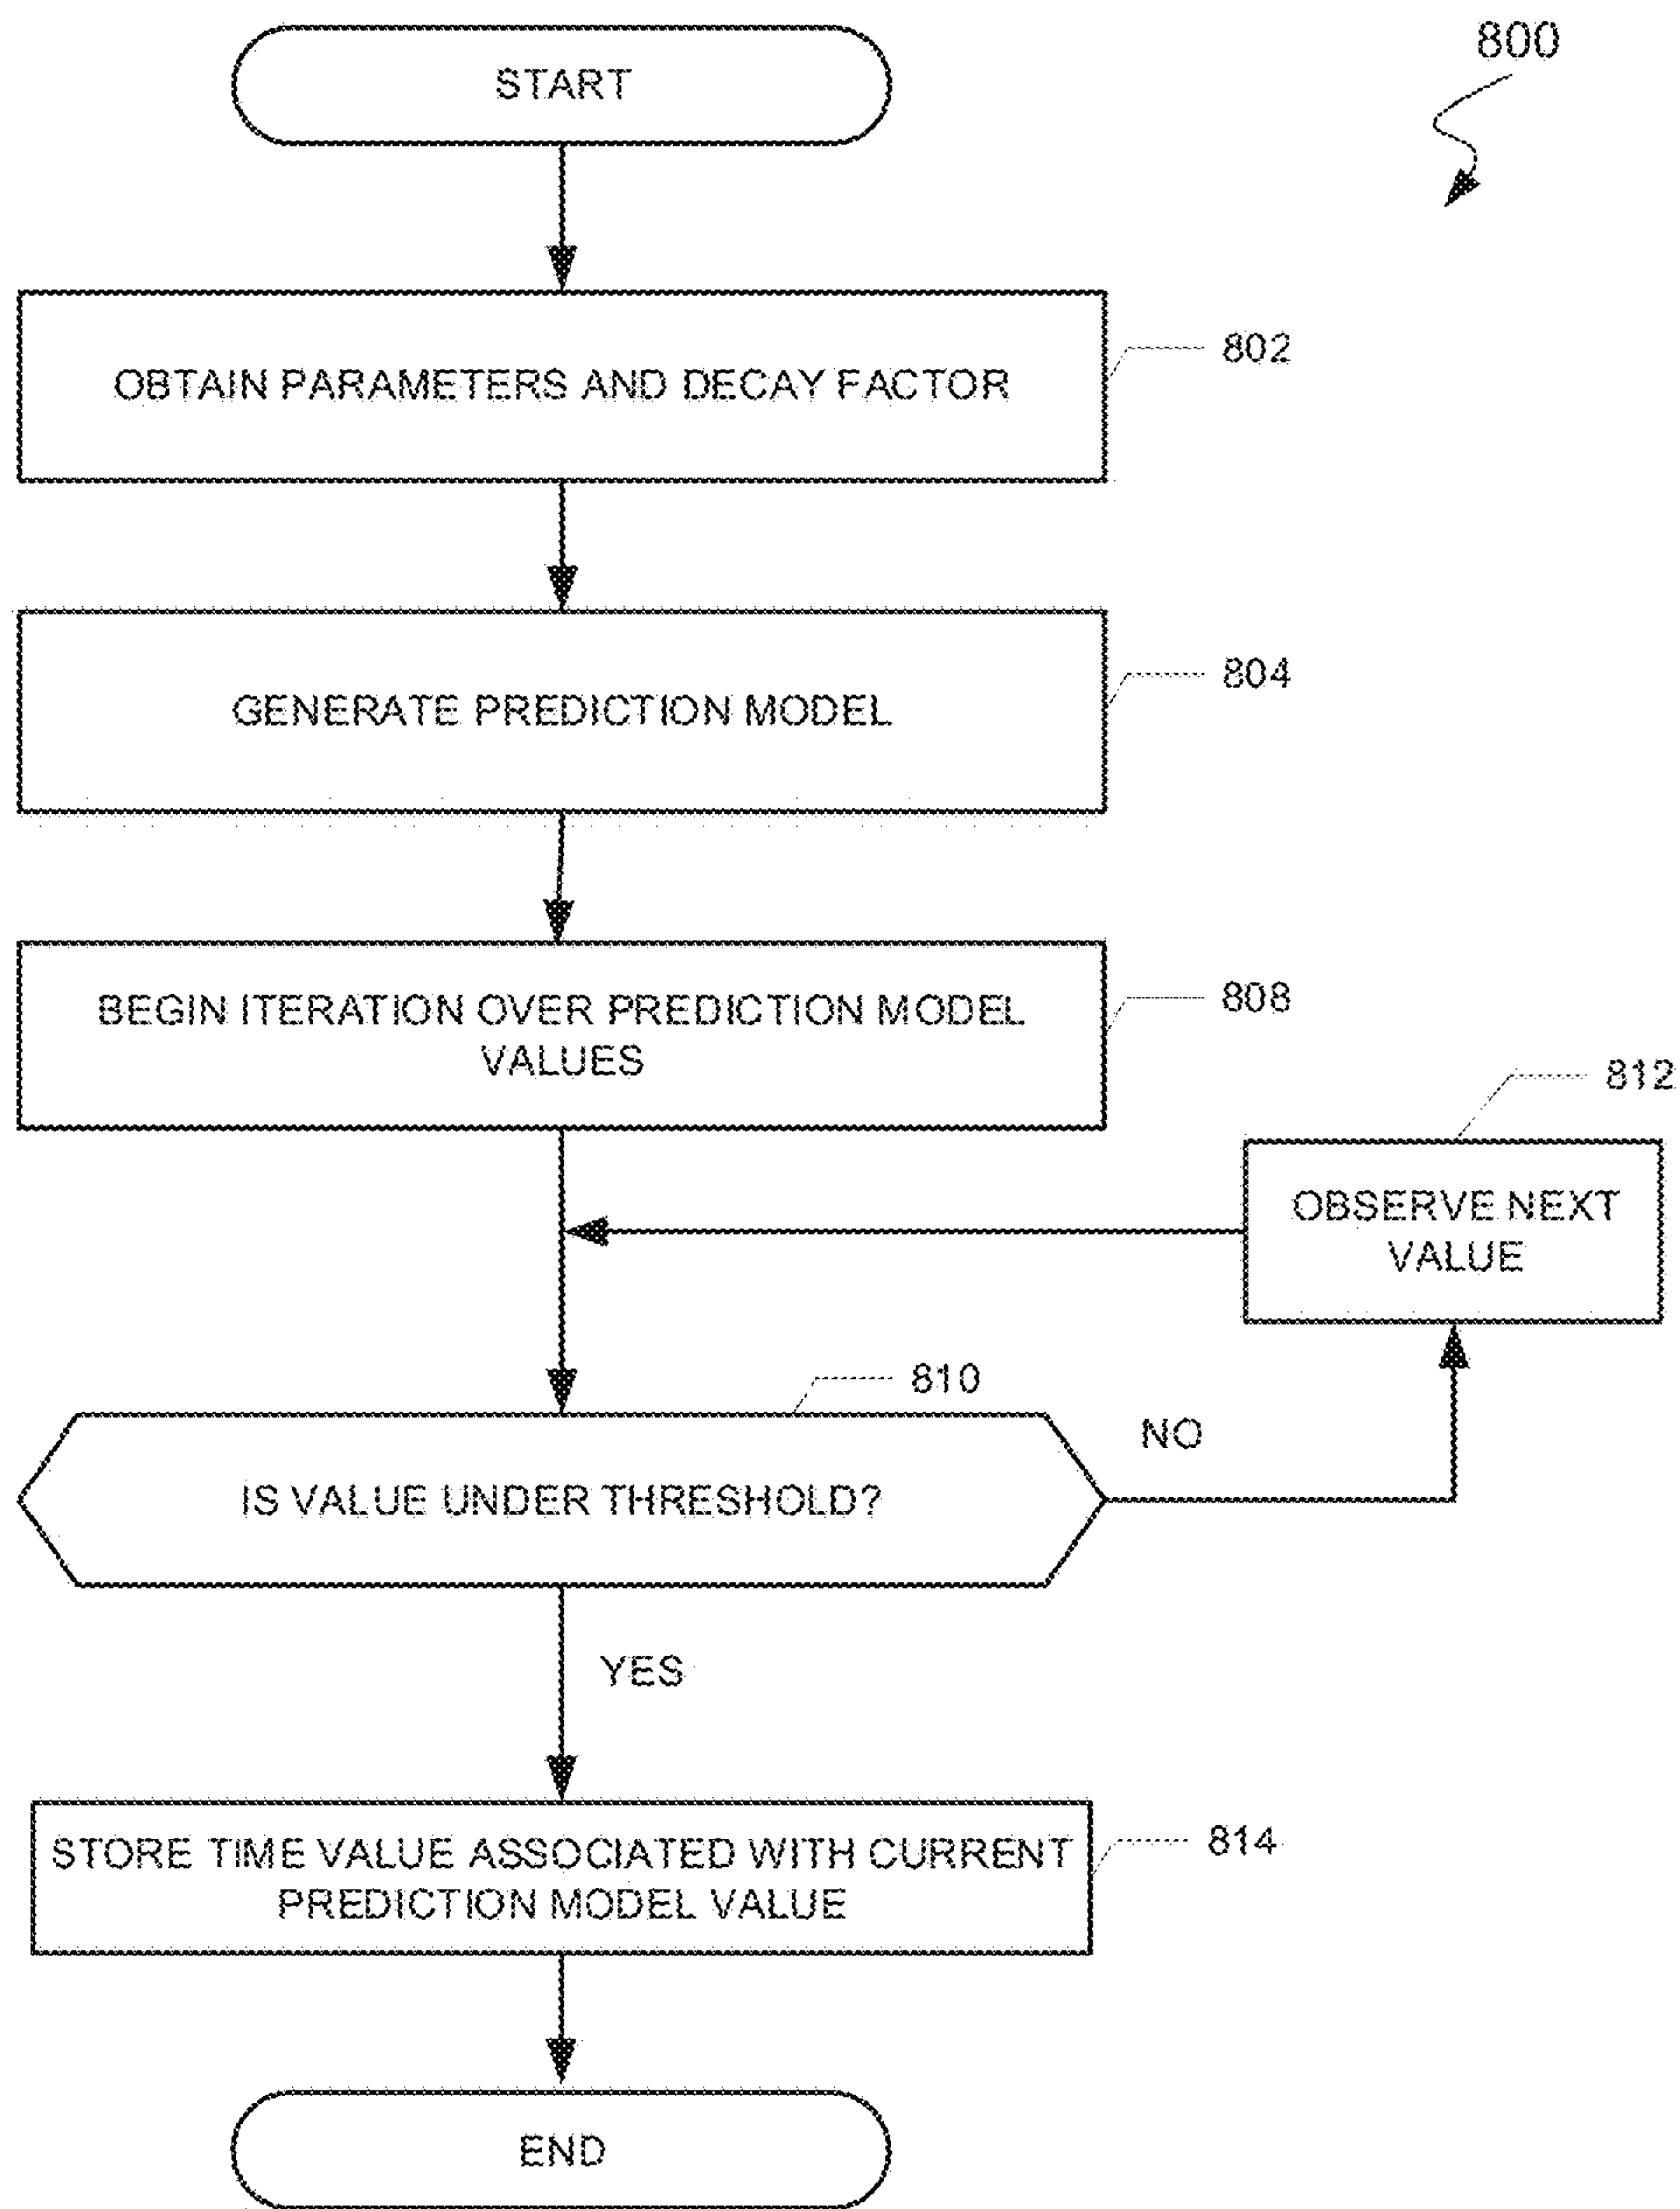 START
800
OBTAIN PARAMETERS AND DECAY FACTOR
802
GENERATE PREDICTION MODEL
804
BEGIN ITERATION OVER PREDICTION MODEL
VALUES
808
812
OBSERVE NEXT
VALUE
810
NO
IS VALUE UNDER THRESHOLD?
YES
STORE TIME VALUE ASSOCIATED WITH CURRENT
PREDICTION MODEL VALUE
814
END